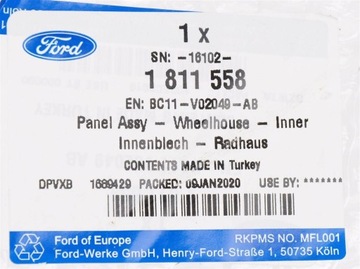 Ford
1 x
SN: -16102-
1 811 558
EN: BC11-V02049-AB
Panel Assy - Wheelhouse - Inner
Innenblech - Radhaus
CONTENTS MADE IN Turkey
DPVXB 1689429 PACKED: 09JAN2020 USE BY: *******
Ford of Europe
RKPMS NO. MFL001
Ford-Werke GmbH, Henry-Ford-Straße 1, 50735 Köln